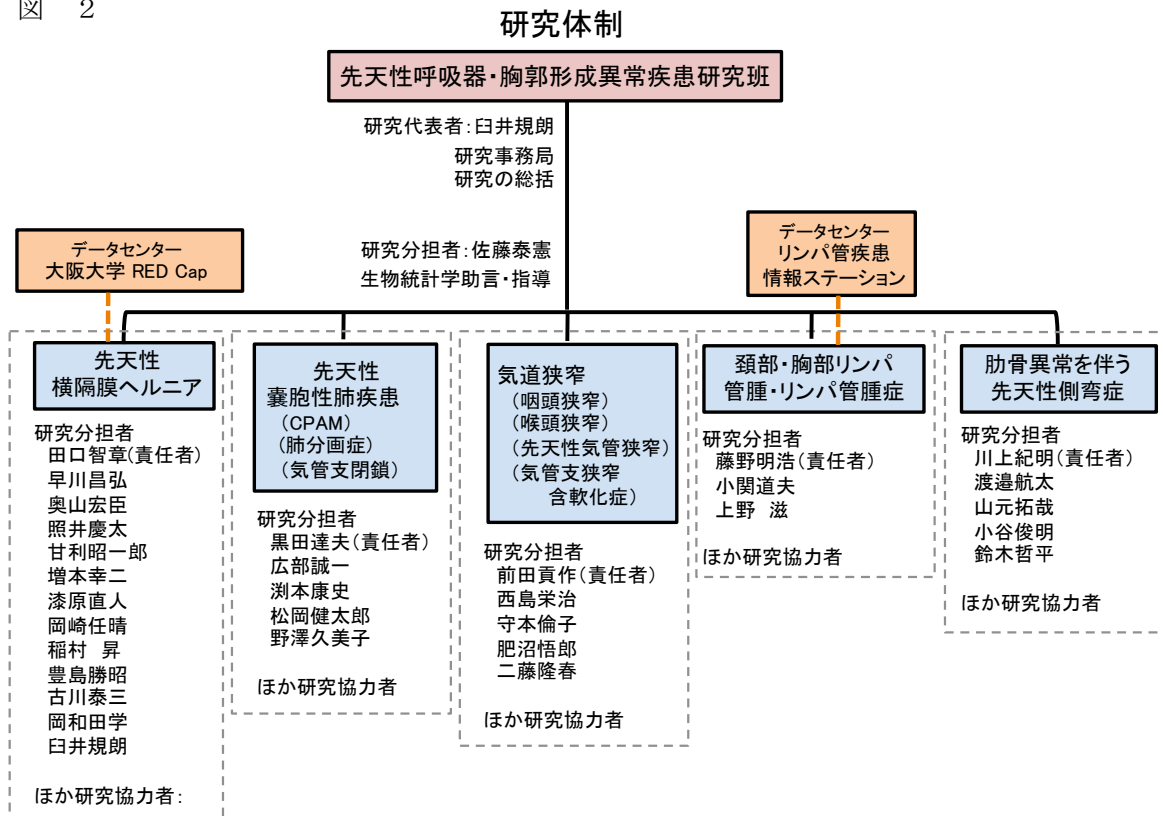 図 2
研究体制
先天性呼吸器・胸郭形成異常疾患研究班
研究代表者：臼井規朗
研究事務局
研究の総括
研究分担者：佐藤泰憲
生物統計学助言・指導
データセンター
大阪大学 RED Cap
データセンター
リンパ管疾患
情報ステーション
先天性
横隔膜ヘルニア
研究分担者
田口智章（責任者）
早川昌弘
奥山宏臣
照井慶太
甘利昭一郎
増本幸二
漆原直人
岡崎任晴
稲村 昇
豊島勝昭
古川泰三
岡和田学
臼井規朗
ほか研究協力者：
先天性
嚢胞性肺疾患
（CPAM）
（肺分画症）
（気管支閉鎖）
研究分担者
黒田達夫（責任者）
広部誠一
渕本康史
松岡健太郎
野澤久美子
ほか研究協力者
気道狭窄
（咽頭狭窄）
（喉頭狭窄）
（先天性気管狭窄）
（気管支狭窄
含軟化症）
研究分担者
前田貢作（責任者）
西島栄治
守本倫子
肥沼悟郎
二藤隆春
ほか研究協力者
頚部・胸部リンパ
管腫・リンパ管腫症
研究分担者
藤野明浩（責任者）
小関道夫
上野 滋
ほか研究協力者
肋骨異常を伴う
先天性側弯症
研究分担者
川上紀明（責任者）
渡邉航太
山元拓哉
小谷俊明
鈴木哲平
ほか研究協力者